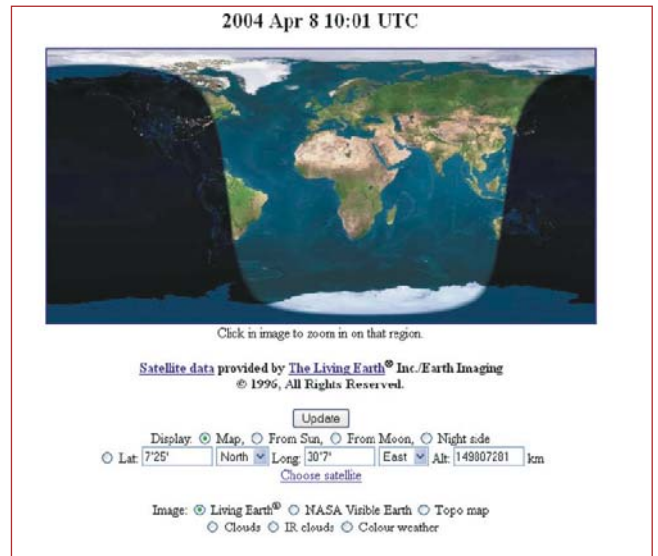 2004 Apr 8 10:01 UTC
Click in image to zoom in on that region.
Satellite data provided by The Living Earth® Inc./Earth Imaging
© 1996, All Rights Reserved.
Update
Display: Map, From Sun, From Moon, Night side
Lat: 7°25' North Long: 30°7' East Alt: 149807281 km
Choose satellite
Image: Living Earth® NASA Visible Earth Topo map
Clouds IR clouds Colour weather